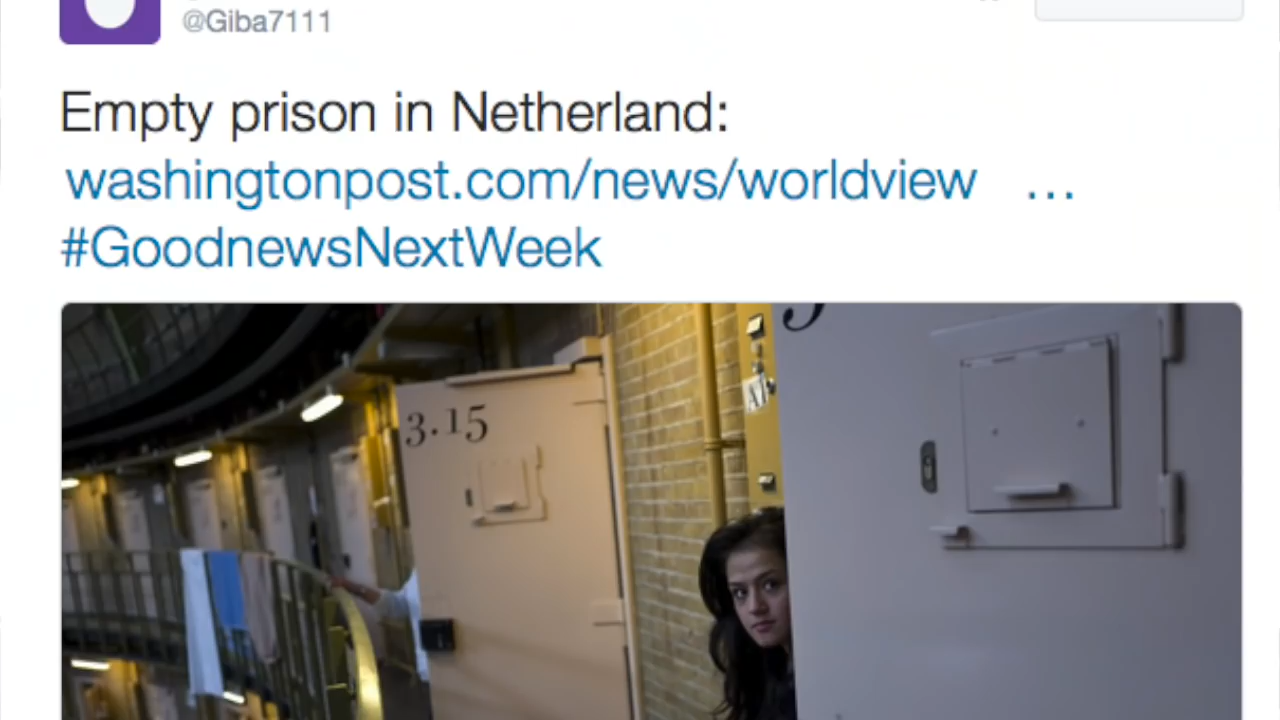 @Giba7111
Empty prison in Netherland:
washingtonpost.com/news/worldview ...
#GoodnewsNextWeek
3.15